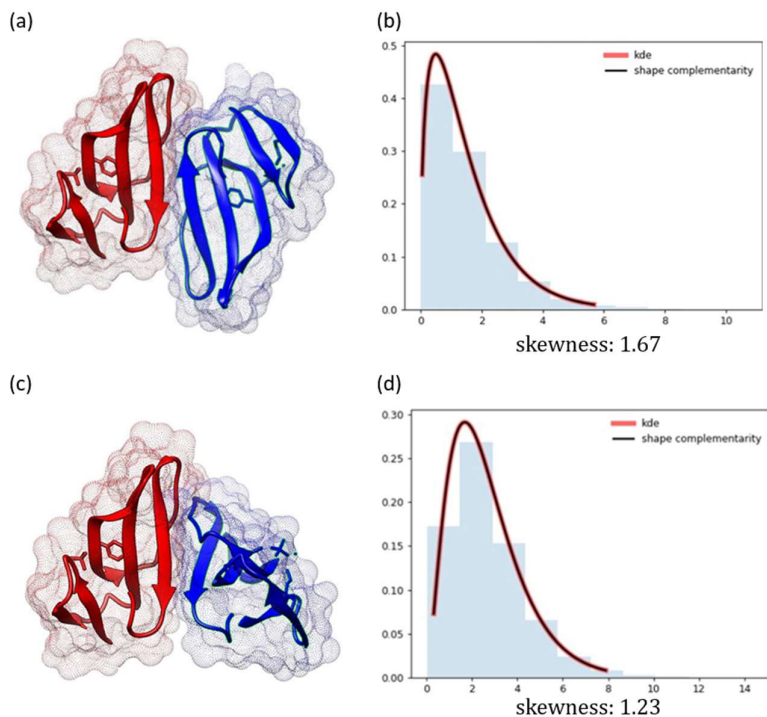 (a)
(b)
0.5
0.4
0.3
0.2
0.1
0.0
kde
shape complementarity
0 2 4 6 8 10
skewness: 1.67
(c)
(d)
0.30
0.25
0.20
0.15
0.10
0.05
0.00
kde
shape complementarity
0 2 4 6 8 10 12 14
skewness: 1.23